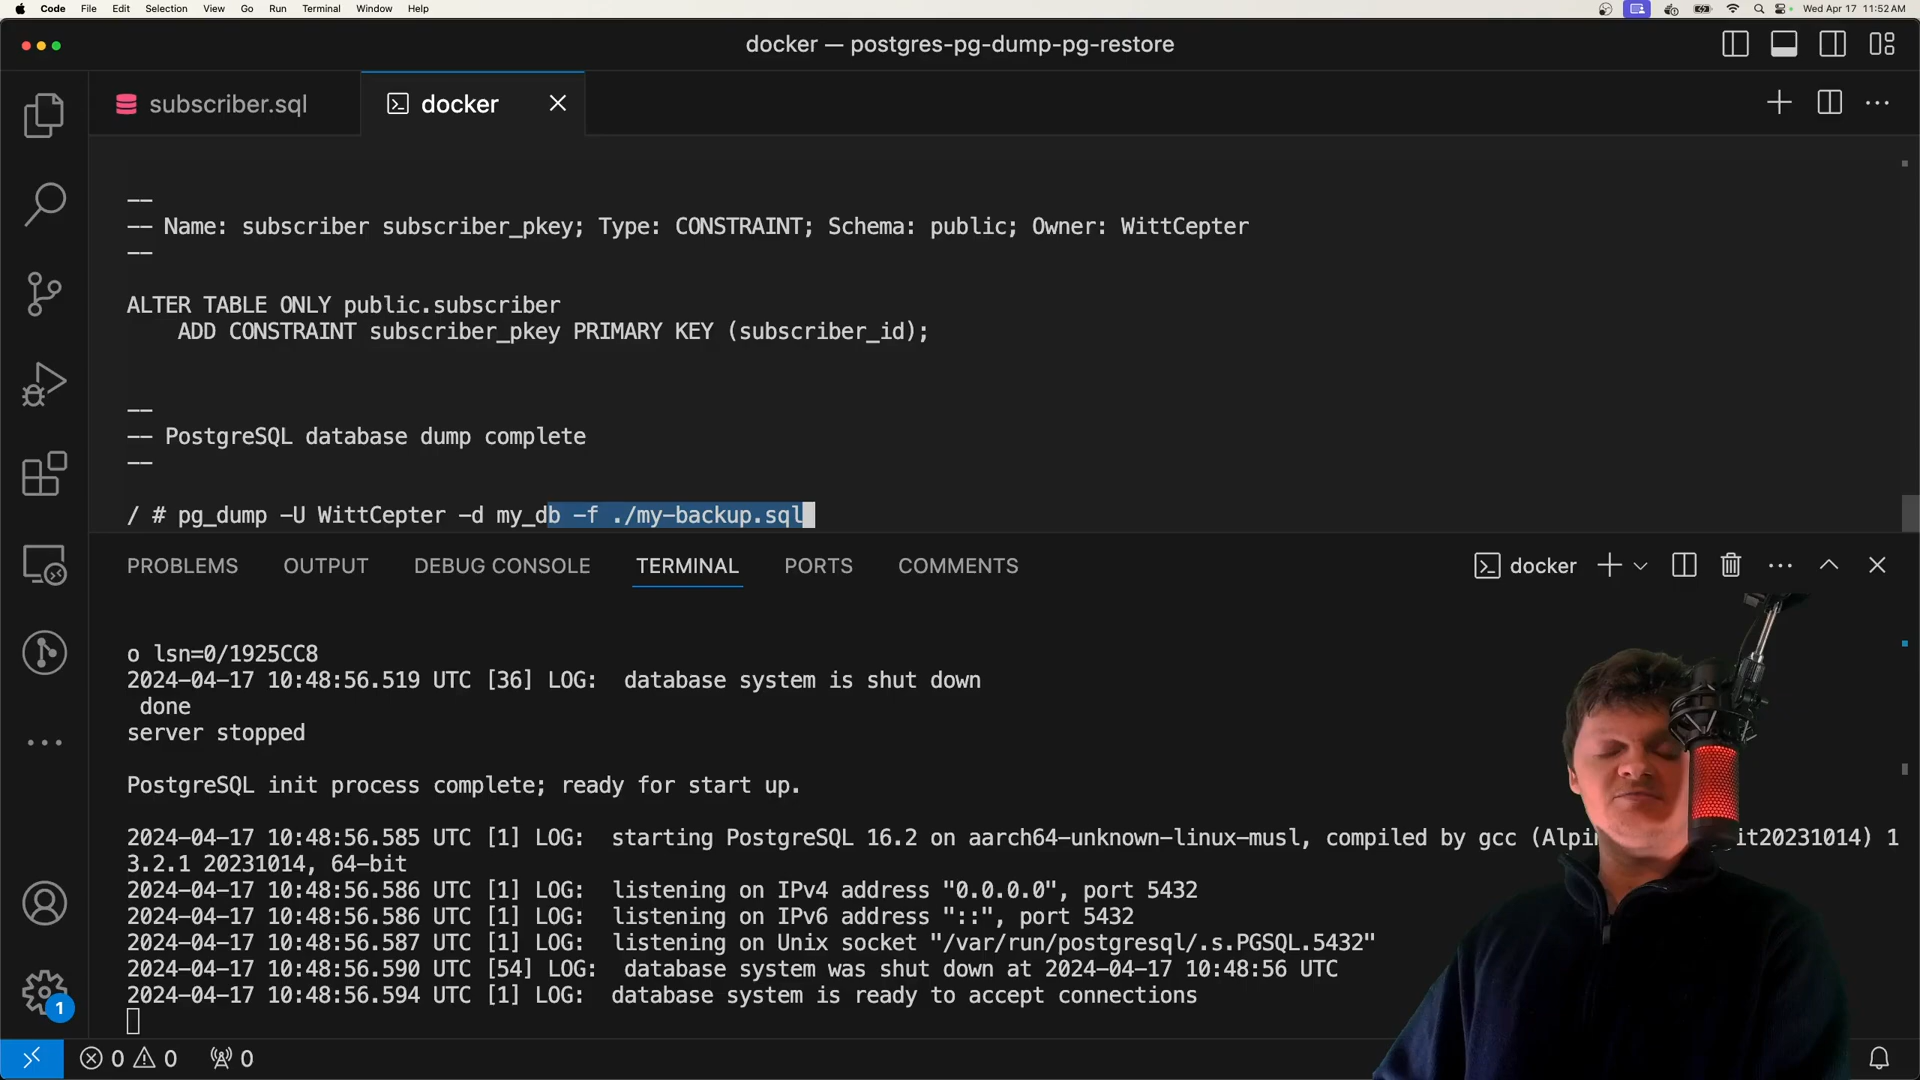 Code File Edit Selection View Go Run Terminal Window Help
Wed Apr 17 11:52 AM
docker — postgres-pg-dump-pg-restore
subscriber.sql
docker
--
-- Name: subscriber subscriber_pkey; Type: CONSTRAINT; Schema: public; Owner: WittCepter
--
ALTER TABLE ONLY public.subscriber
ADD CONSTRAINT subscriber_pkey PRIMARY KEY (subscriber_id);
--
-- PostgreSQL database dump complete
--
/ # pg_dump -U WittCepter -d my_db -f ./my-backup.sql
PROBLEMS OUTPUT DEBUG CONSOLE TERMINAL PORTS COMMENTS
docker
o lsn=0/1925CC8
2024-04-17 10:48:56.519 UTC [36] LOG:  database system is shut down
done
server stopped
PostgreSQL init process complete; ready for start up.
2024-04-17 10:48:56.585 UTC [1] LOG:  starting PostgreSQL 16.2 on aarch64-unknown-linux-musl, compiled by gcc (Alpi it20231014) 1
3.2.1 20231014, 64-bit
2024-04-17 10:48:56.586 UTC [1] LOG:  listening on IPv4 address "0.0.0.0", port 5432
2024-04-17 10:48:56.586 UTC [1] LOG:  listening on IPv6 address "::", port 5432
2024-04-17 10:48:56.587 UTC [1] LOG:  listening on Unix socket "/var/run/postgresql/.s.PGSQL.5432"
2024-04-17 10:48:56.590 UTC [54] LOG:  database system was shut down at 2024-04-17 10:48:56 UTC
2024-04-17 10:48:56.594 UTC [1] LOG:  database system is ready to accept connections
1
0 0 0